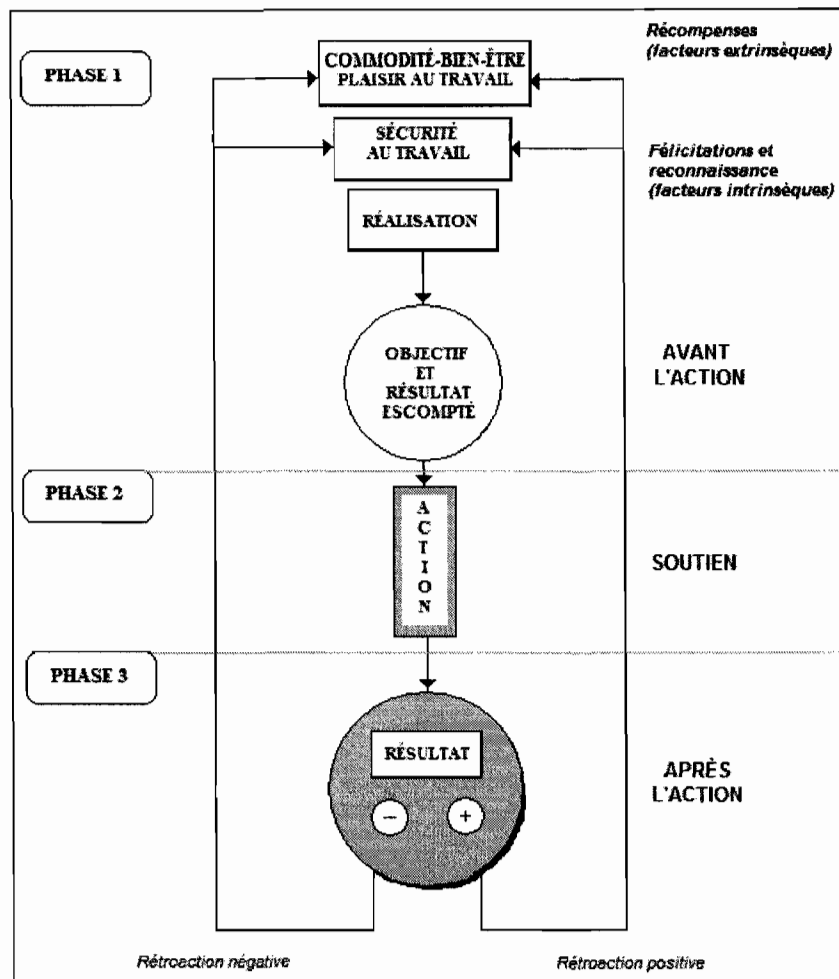 PHASE 1
COMMODITÉ-BIEN-ÊTRE
PLAISIR AU TRAVAIL
Récompenses
(facteurs extrinsèques)
SÉCURITÉ
AU TRAVAIL
Félicitations et
reconnaissance
(facteurs intrinsèques)
RÉALISATION
OBJECTIF
ET
RÉSULTAT
ESCOMPTÉ
AVANT
L'ACTION
PHASE 2
A
C
T
I
O
N
SOUTIEN
PHASE 3
RÉSULTAT
− +
APRÈS
L'ACTION
Rétroaction négative
Rétroaction positive